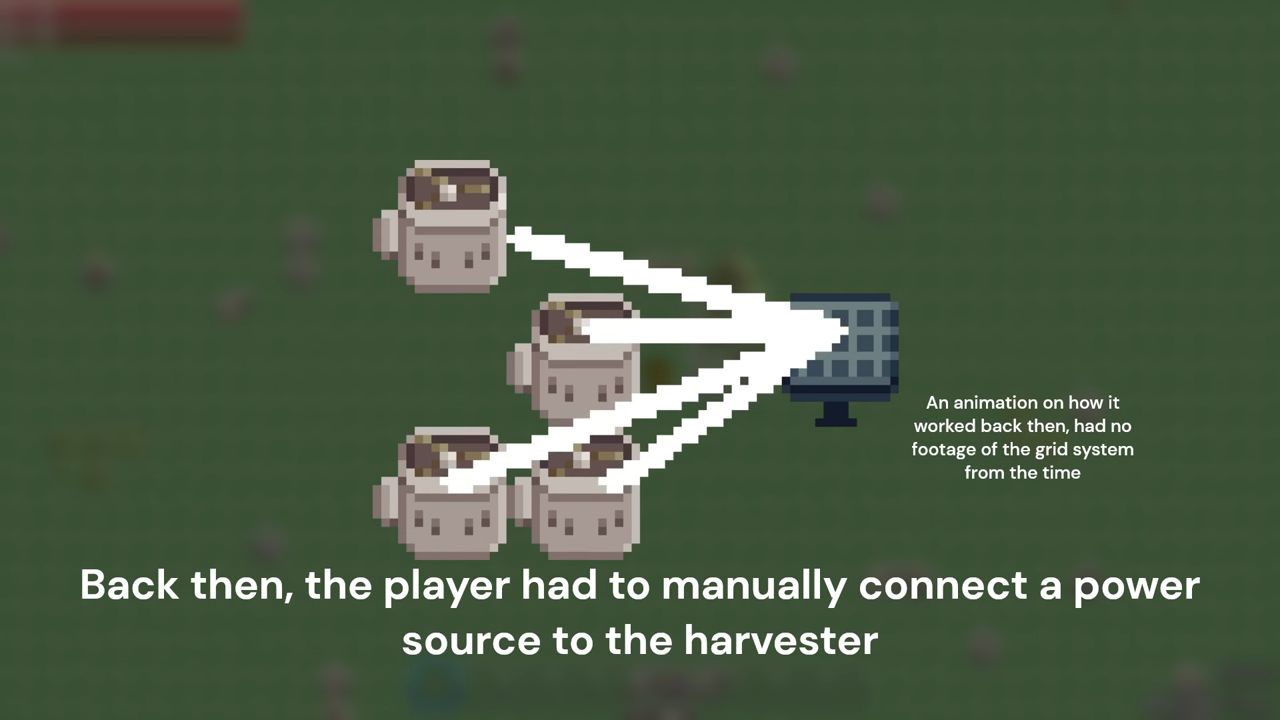 An animation on how it
worked back then, had no
footage of the grid system
from the time
Back then, the player had to manually connect a power
source to the harvester